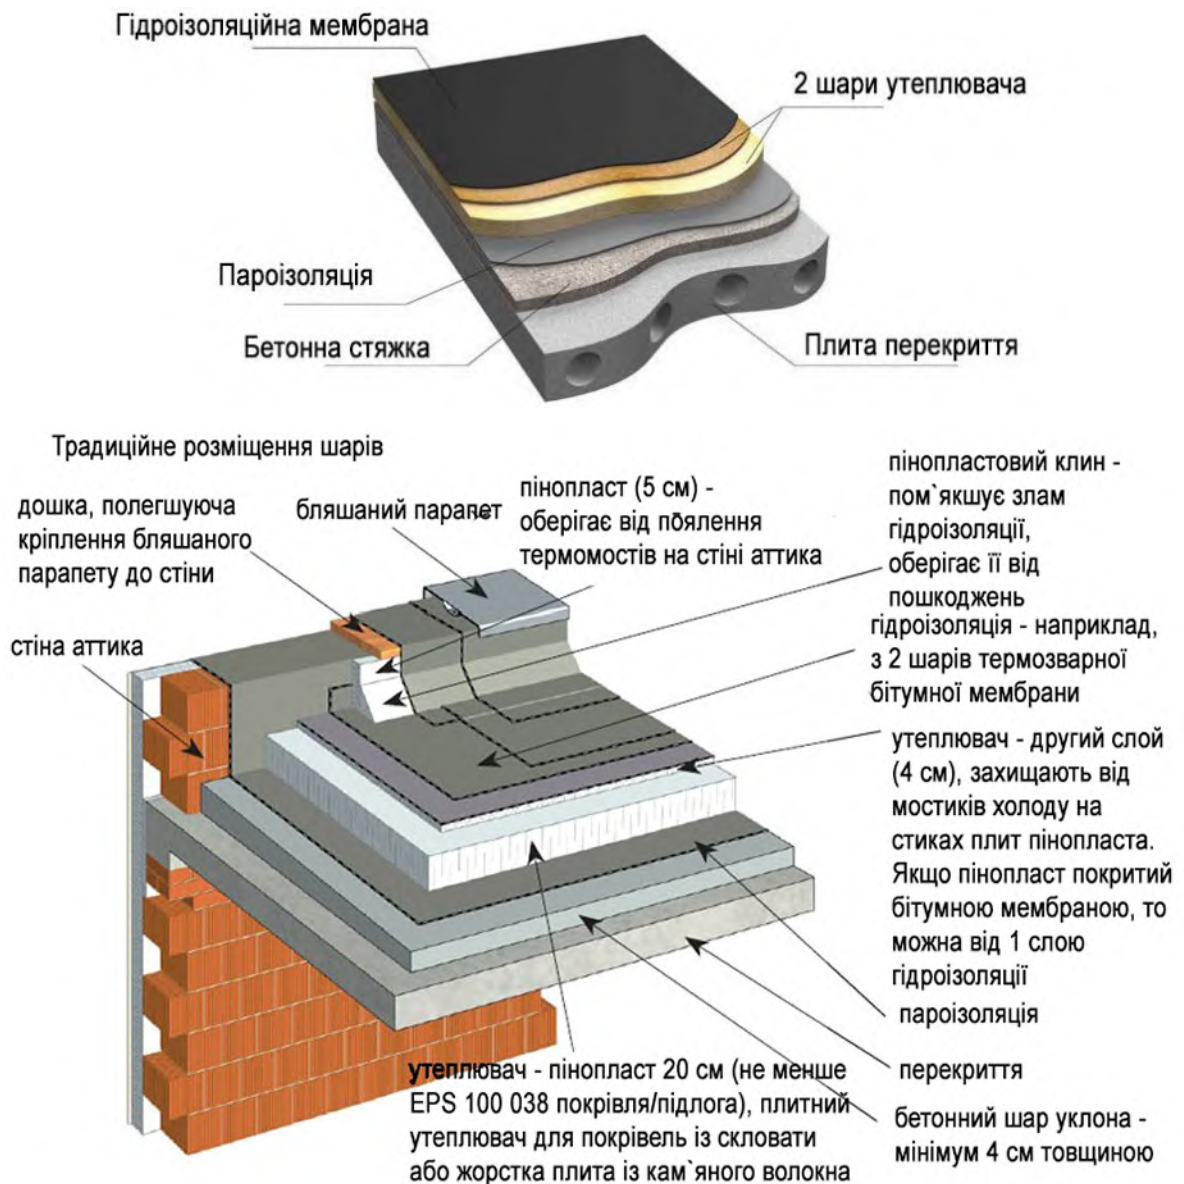 Гідроізоляційна мембрана
2 шари утеплювача
Пароізоляція
Бетонна стяжка
Плита перекриття
Традиційне розміщення шарів
дошка, полегшуюча
кріплення бляшаного
парапету до стіни
бляшаний парапет
пінопласт (5 см) -
оберігає від поялення
термомостів на стіні аттика
пінопластовий клин -
пом`якшує злам
гідроізоляції,
оберігає її від
пошкоджень
стіна аттика
гідроізоляція - наприклад,
з 2 шарів термозварної
бітумної мембрани
утеплювач - другий слой
(4 см), захищають від
мостиків холоду на
стиках плит пінопласта.
Якщо пінопласт покритий
бітумною мембраною, то
можна від 1 слою
гідроізоляції
пароізоляція
перекриття
бетонний шар уклона -
мінімум 4 см товщиною
утеплювач - пінопласт 20 см (не менше
EPS 100 038 покрівля/підлога), плитний
утеплювач для покрівель із скловати
або жорстка плита із кам`яного волокна